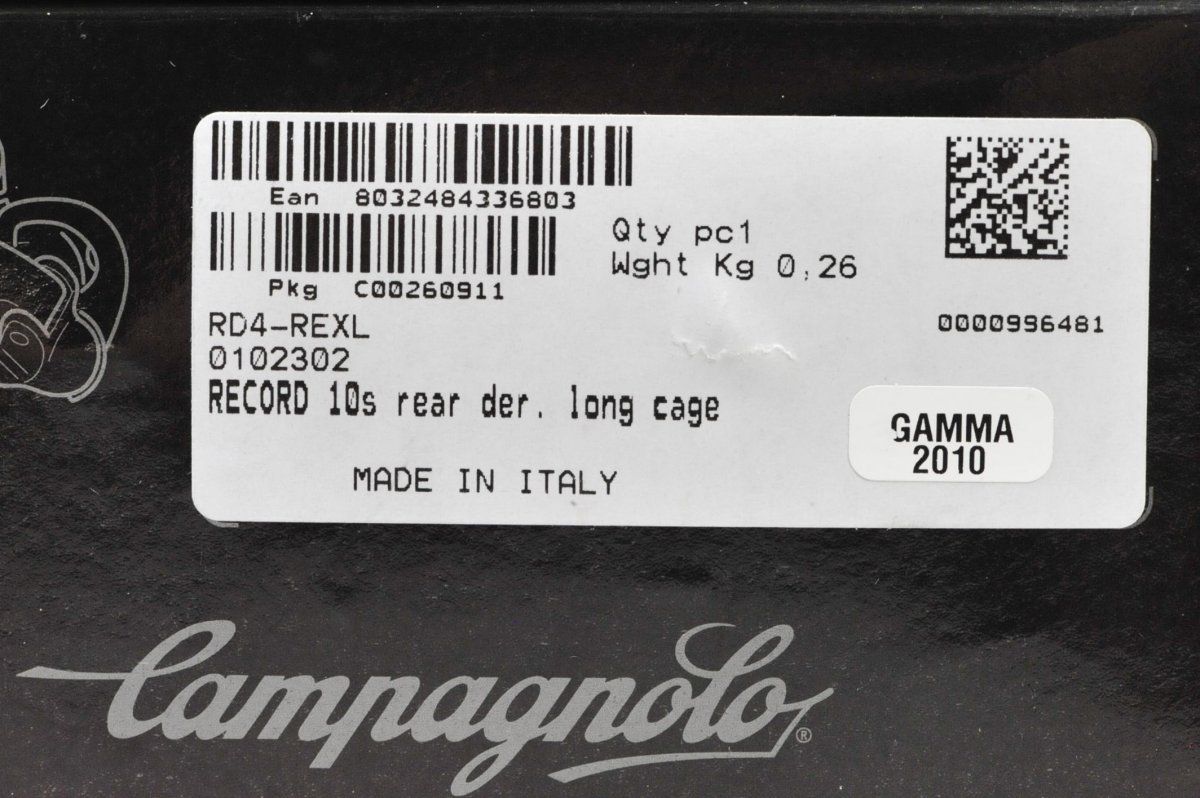 Ean 8032484336803
Pkg C00260911
Qty pc1
Wght Kg 0,26
0000996481
RD4-REXL
0102302
RECORD 10s rear der. long cage
GAMMA
2010
MADE IN ITALY
Campagnolo®